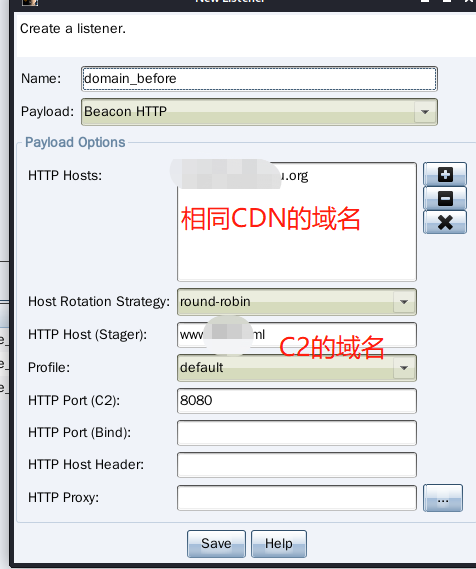 New Listener
Create a listener.
Name: domain_before
Payload: Beacon HTTP
Payload Options
HTTP Hosts: u.org
相同CDN的域名
Host Rotation Strategy: round-robin
HTTP Host (Stager): www ml
C2的域名
Profile: default
HTTP Port (C2): 8080
HTTP Port (Bind):
HTTP Host Header:
HTTP Proxy: ...
Save Help